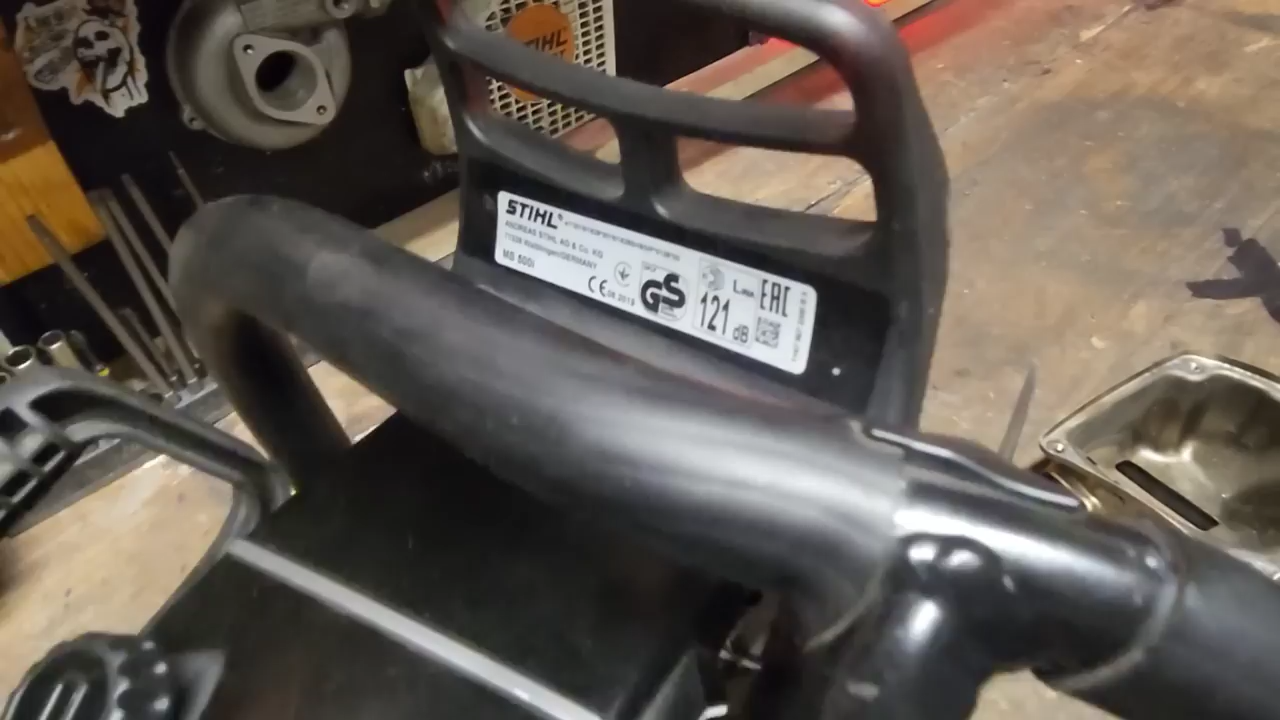 STIHL
STIHL®
ANDREAS STIHL AG & Co. KG
71336 Waiblingen/GERMANY
MS 500i
CE 08.2019
GS
121 dB
LWA
EAC